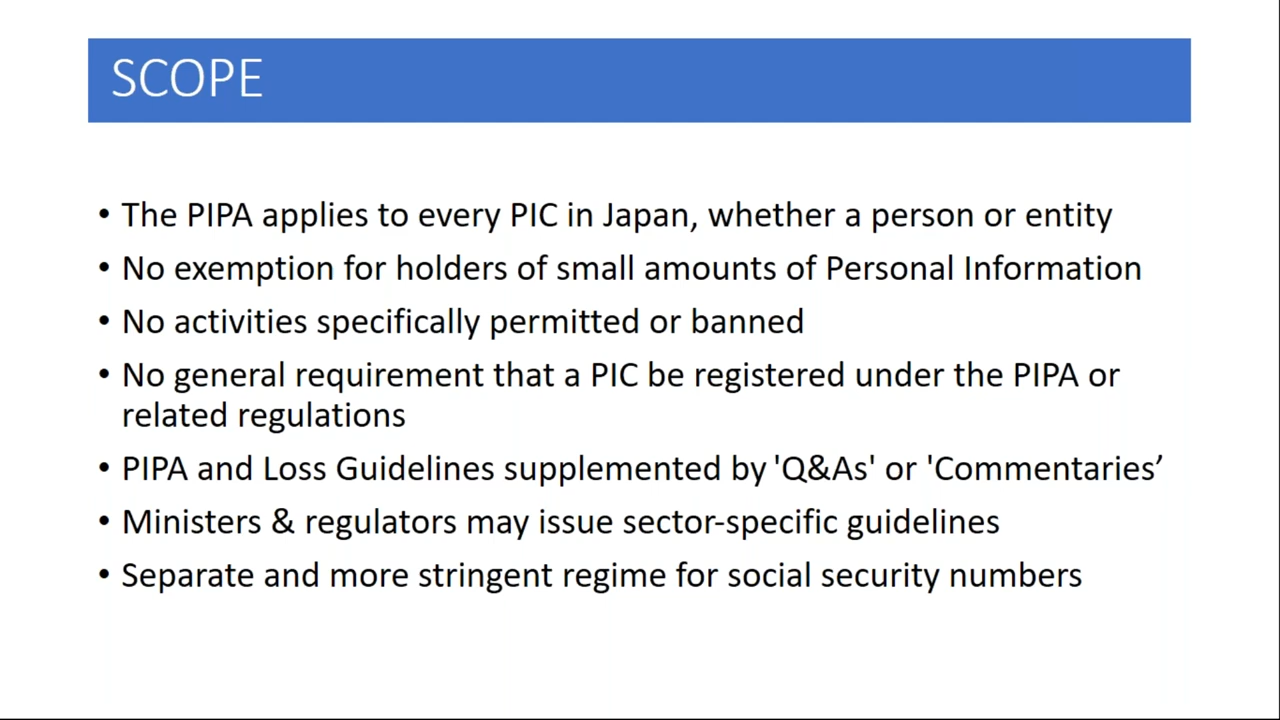 SCOPE
• The PIPA applies to every PIC in Japan, whether a person or entity
• No exemption for holders of small amounts of Personal Information
• No activities specifically permitted or banned
• No general requirement that a PIC be registered under the PIPA or
related regulations
• PIPA and Loss Guidelines supplemented by 'Q&As' or 'Commentaries’
• Ministers & regulators may issue sector-specific guidelines
• Separate and more stringent regime for social security numbers